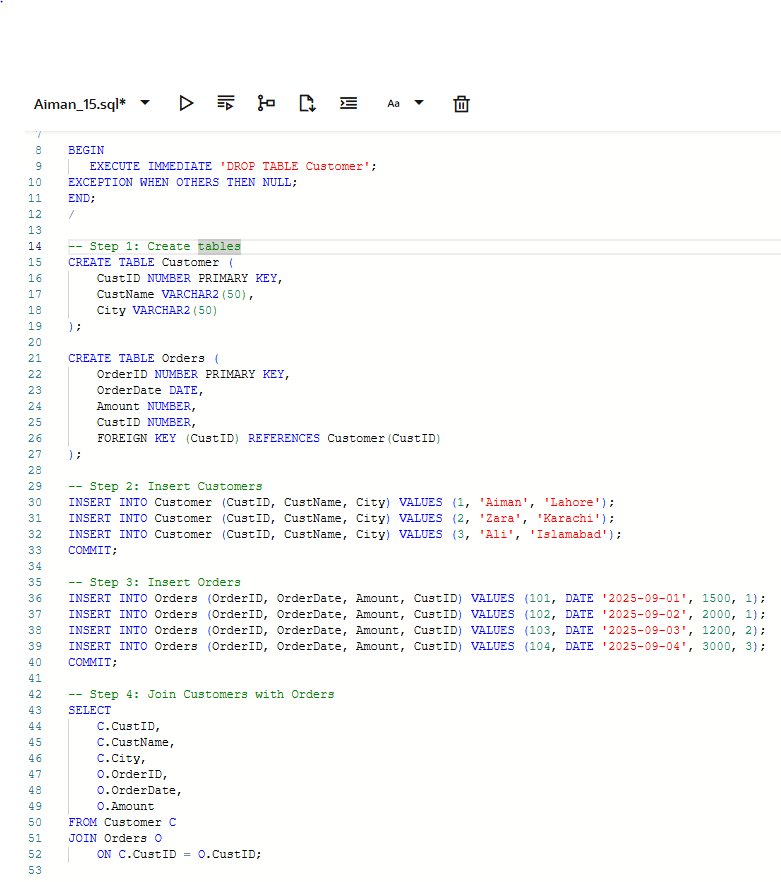 Aiman_15.sql*
Aa
7
8 BEGIN
9 EXECUTE IMMEDIATE 'DROP TABLE Customer';
10 EXCEPTION WHEN OTHERS THEN NULL;
11 END;
12 /
13
14 -- Step 1: Create tables
15 CREATE TABLE Customer (
16 CustID NUMBER PRIMARY KEY,
17 CustName VARCHAR2(50),
18 City VARCHAR2(50)
19 );
20
21 CREATE TABLE Orders (
22 OrderID NUMBER PRIMARY KEY,
23 OrderDate DATE,
24 Amount NUMBER,
25 CustID NUMBER,
26 FOREIGN KEY (CustID) REFERENCES Customer(CustID)
27 );
28
29 -- Step 2: Insert Customers
30 INSERT INTO Customer (CustID, CustName, City) VALUES (1, 'Aiman', 'Lahore');
31 INSERT INTO Customer (CustID, CustName, City) VALUES (2, 'Zara', 'Karachi');
32 INSERT INTO Customer (CustID, CustName, City) VALUES (3, 'Ali', 'Islamabad');
33 COMMIT;
34
35 -- Step 3: Insert Orders
36 INSERT INTO Orders (OrderID, OrderDate, Amount, CustID) VALUES (101, DATE '2025-09-01', 1500, 1);
37 INSERT INTO Orders (OrderID, OrderDate, Amount, CustID) VALUES (102, DATE '2025-09-02', 2000, 1);
38 INSERT INTO Orders (OrderID, OrderDate, Amount, CustID) VALUES (103, DATE '2025-09-03', 1200, 2);
39 INSERT INTO Orders (OrderID, OrderDate, Amount, CustID) VALUES (104, DATE '2025-09-04', 3000, 3);
40 COMMIT;
41
42 -- Step 4: Join Customers with Orders
43 SELECT
44 C.CustID,
45 C.CustName,
46 C.City,
47 O.OrderID,
48 O.OrderDate,
49 O.Amount
50 FROM Customer C
51 JOIN Orders O
52 ON C.CustID = O.CustID;
53